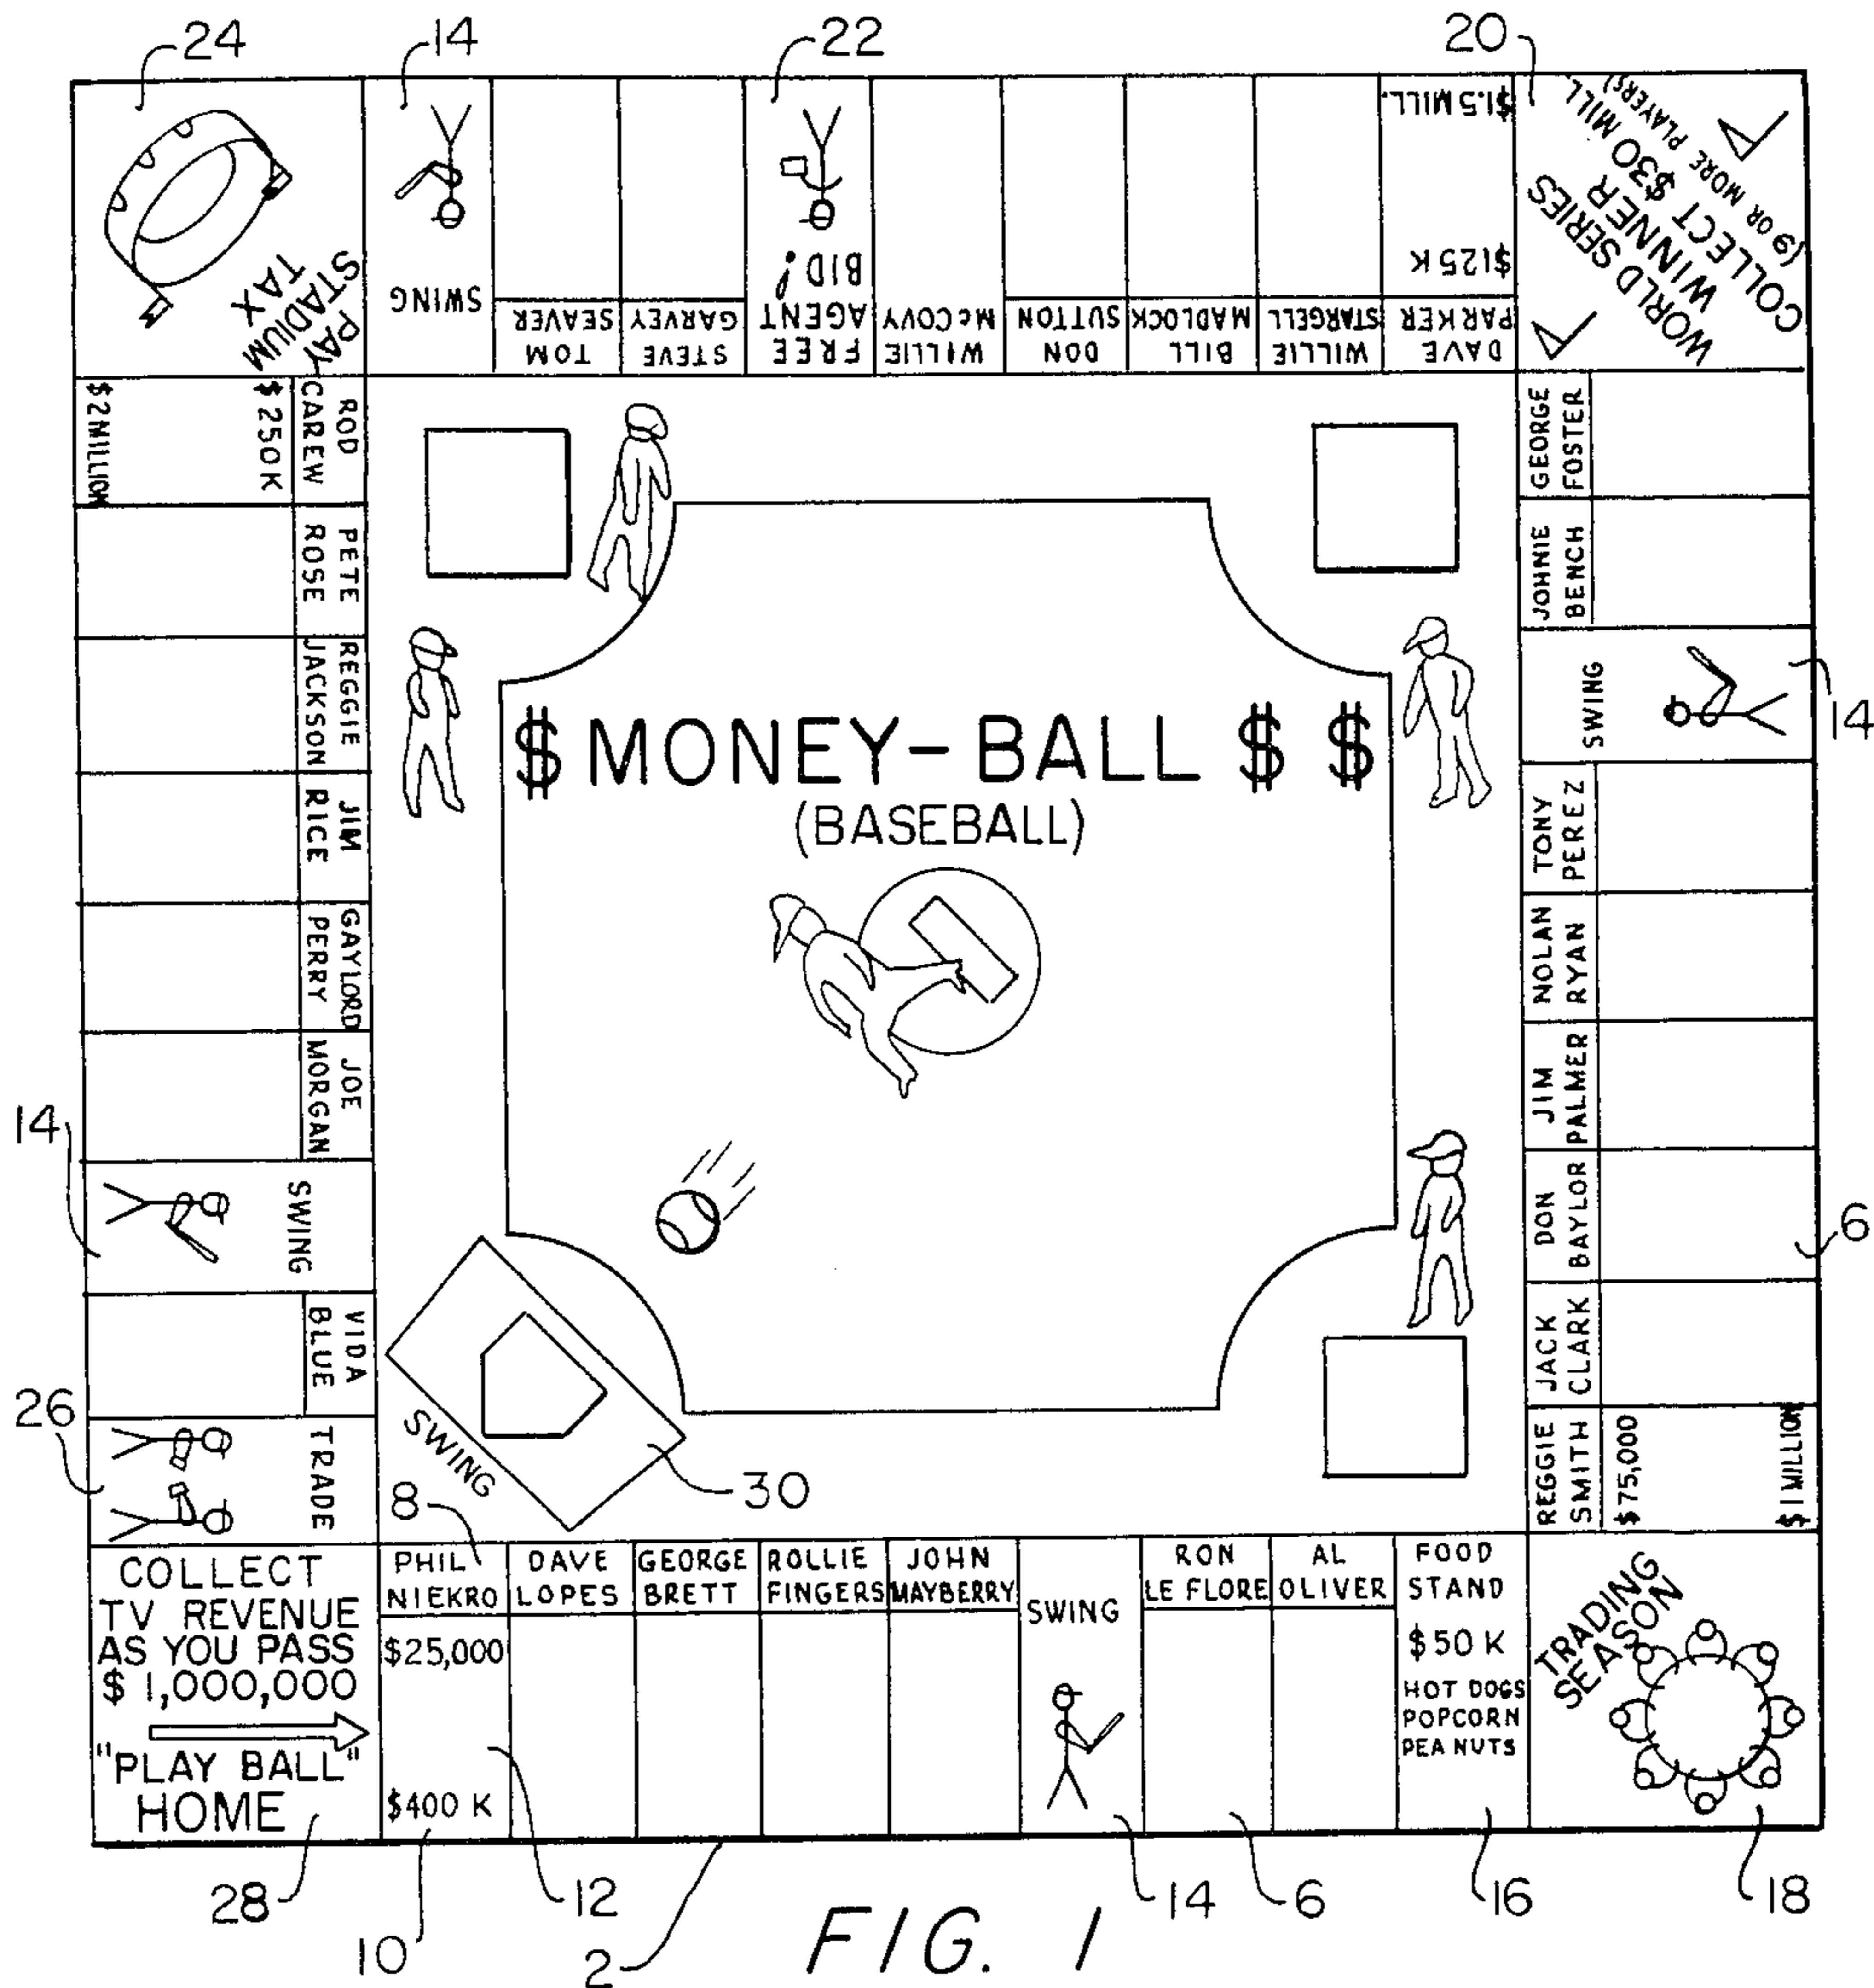 24
14
22
20
PAY
STADIUM
TAX
SWING
TOM
SEAVER
STEVE
GARVEY
FREE
AGENT
BID!
WILLIE
McCOVY
DON
SUTTON
BILL
MADLOCK
WILLIE
STARGELL
DAVE
PARKER
$125K
$1.5 MILL.
WORLD SERIES
WINNER
COLLECT $30 MILL
(9 OR MORE PLAYERS)
ROD
CAREW
$250K
$2 MILLION
PETE
ROSE
REGGIE
JACKSON
JIM
RICE
GAYLORD
PERRY
JOE
MORGAN
14
SWING
VIDA
BLUE
26
TRADE
$ MONEY-BALL $ $
(BASEBALL)
SWING
30
8
GEORGE
FOSTER
JOHNIE
BENCH
SWING
14
TONY
PEREZ
NOLAN
RYAN
JIM
PALMER
DON
BAYLOR
6
JACK
CLARK
REGGIE
SMITH
$75,000
$1 MILLION
COLLECT
TV REVENUE
AS YOU PASS
$1,000,000
"PLAY BALL"
HOME
PHIL
NIEKRO
$25,000
$400 K
DAVE
LOPES
GEORGE
BRETT
ROLLIE
FINGERS
JOHN
MAYBERRY
SWING
RON
LE FLORE
AL
OLIVER
FOOD
STAND
$50 K
HOT DOGS
POPCORN
PEA NUTS
TRADING
SEASON
28
10
12
2
14
6
16
18
FIG. 1